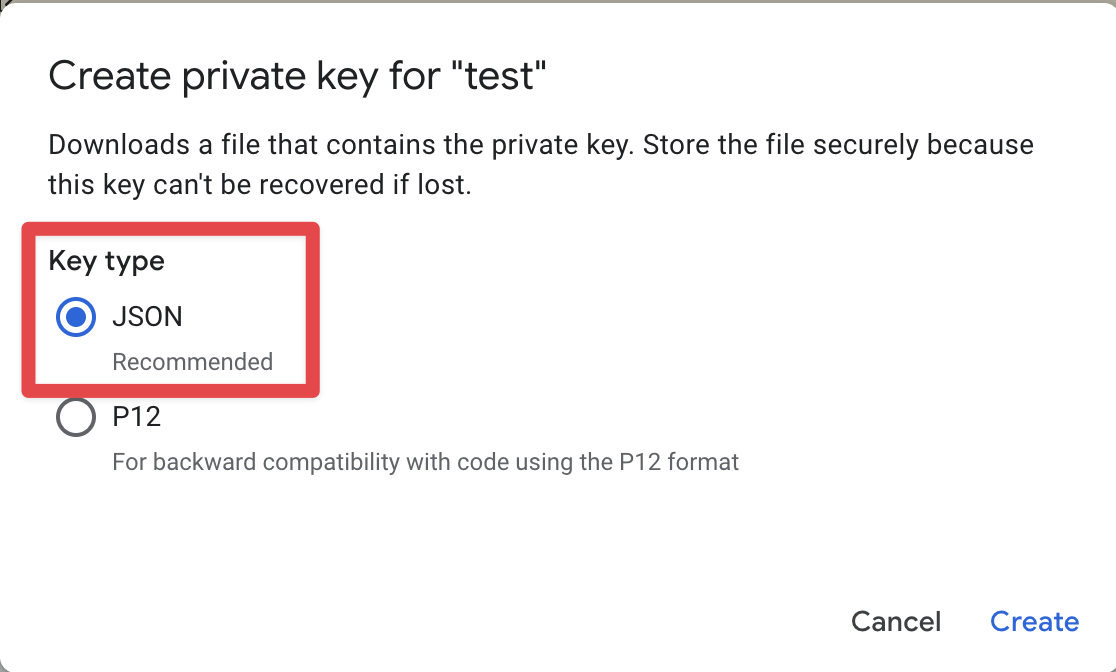 Create private key for "test"
Downloads a file that contains the private key. Store the file securely because
this key can't be recovered if lost.
Key type
JSON
Recommended
P12
For backward compatibility with code using the P12 format
Cancel
Create